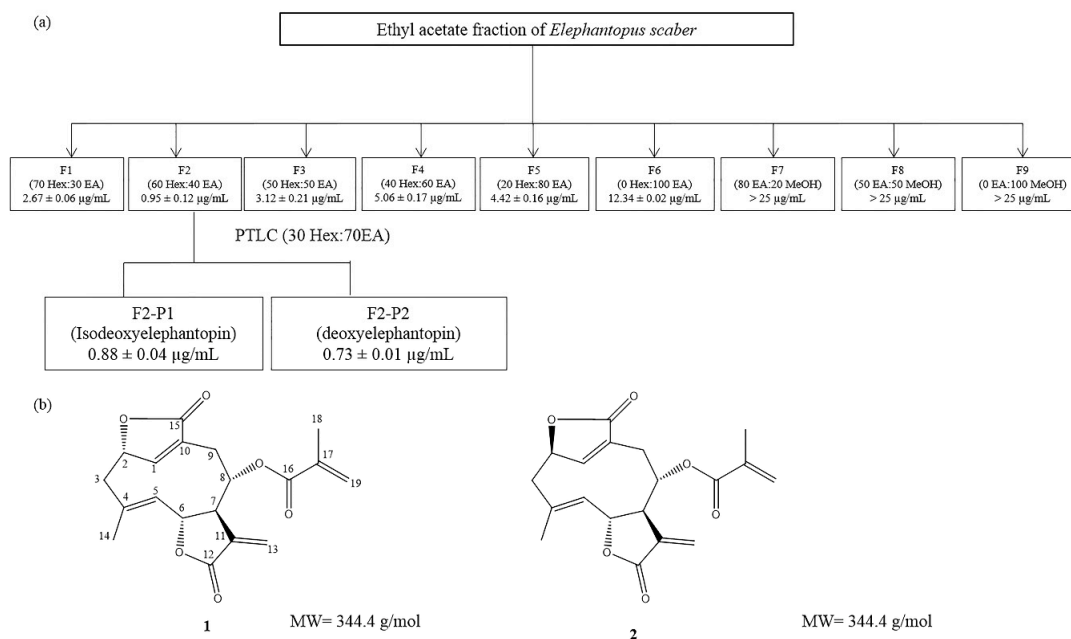 (a)
Ethyl acetate fraction of Elephantopus scaber
F1
(70 Hex:30 EA)
2.67 ± 0.06 µg/mL
F2
(60 Hex:40 EA)
0.95 ± 0.12 µg/mL
F3
(50 Hex:50 EA)
3.12 ± 0.21 µg/mL
F4
(40 Hex:60 EA)
5.06 ± 0.17 µg/mL
F5
(20 Hex:80 EA)
4.42 ± 0.16 µg/mL
F6
(0 Hex:100 EA)
12.34 ± 0.02 µg/mL
F7
(80 EA:20 MeOH)
> 25 µg/mL
F8
(50 EA:50 MeOH)
> 25 µg/mL
F9
(0 EA:100 MeOH)
> 25 µg/mL
PTLC (30 Hex:70EA)
F2-P1
(Isodeoxyelephantopin)
0.88 ± 0.04 µg/mL
F2-P2
(deoxyelephantopin)
0.73 ± 0.01 µg/mL
(b)
O
O
15
18
2
1
10
9
17
3
8
O
16
19
4
5
7
O
6
14
11
O
12
13
O
1
MW= 344.4 g/mol
O
O
O
O
O
O
2
MW= 344.4 g/mol